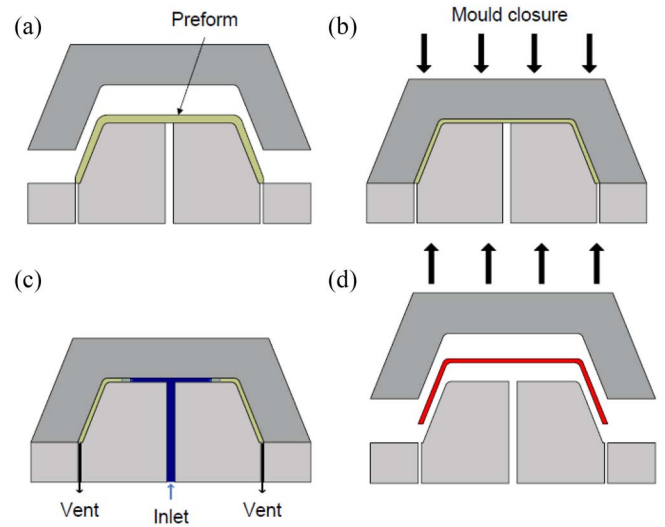 (a)
Preform
(b)
Mould closure
(c)
Vent
Inlet
Vent
(d)